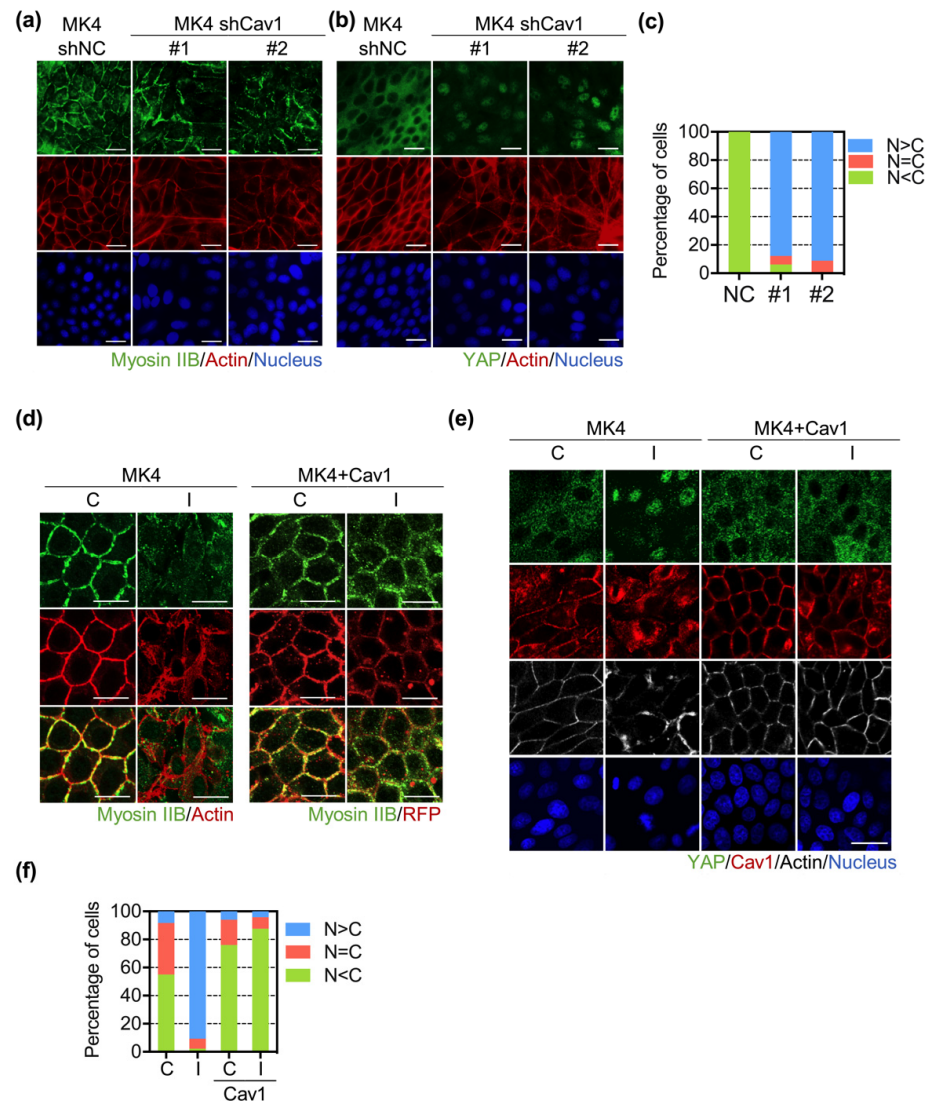 (a)
MK4 shNC
MK4 shCav1
#1 #2
Myosin IIB/Actin/Nucleus
(b)
MK4 shNC
MK4 shCav1
#1 #2
YAP/Actin/Nucleus
(c)
Percentage of cells
100
80
60
40
20
0
NC #1 #2
N>C
N=C
N<C
(d)
MK4 MK4+Cav1
C I C I
Myosin IIB/Actin
Myosin IIB/RFP
(e)
MK4 MK4+Cav1
C I C I
YAP/Cav1/Actin/Nucleus
(f)
Percentage of cells
100
80
60
40
20
0
C I C I
Cav1
N>C
N=C
N<C